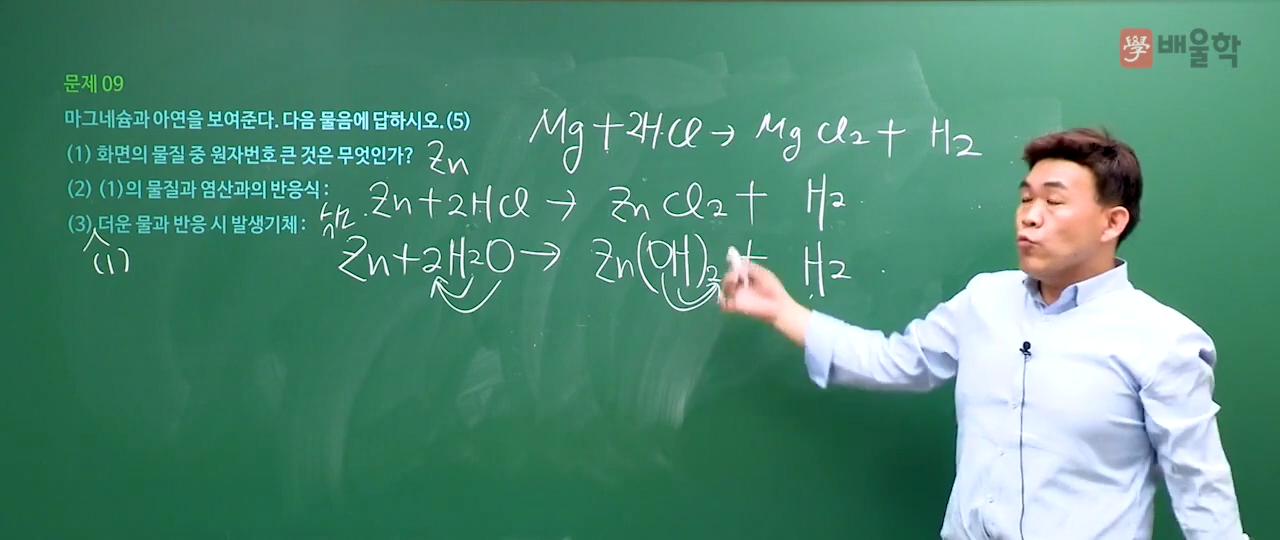 學 배울학
문제 09
마그네슘과 아연을 보여준다. 다음 물음에 답하시오. (5)
Mg + 2HCl → MgCl2 + H2
(1) 화면의 물질 중 원자번호 큰 것은 무엇인가? Zn
(2) (1)의 물질과 염산과의 반응식 : Zn + 2HCl → ZnCl2 + H2
(3) 더운 물과 반응 시 발생기체 :
Zn + 2H2O → Zn(OH)2 + H2
(1)